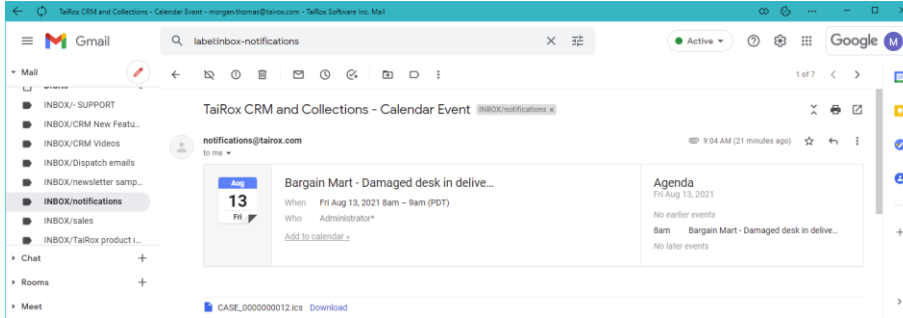 TaiRox CRM and Collections - Calendar Event - morgan.thomas@tairox.com - TaiRox Software Inc. Mail
Gmail
label:inbox-notifications
Active
Google
M
Mail
1 of 7
INBOX/- SUPPORT
INBOX/CRM New Featu...
INBOX/CRM Videos
INBOX/Dispatch emails
INBOX/newsletter samp...
INBOX/notifications
INBOX/sales
INBOX/TaiRox product i...
Chat
Rooms
Meet
TaiRox CRM and Collections - Calendar Event INBOX/notifications x
notifications@tairox.com
9:04 AM (21 minutes ago)
to me
Aug
13
Fri
Bargain Mart - Damaged desk in delive...
When Fri Aug 13, 2021 8am – 9am (PDT)
Who Administrator*
Add to calendar »
Agenda
Fri Aug 13, 2021
No earlier events
8am Bargain Mart - Damaged desk in delive...
No later events
CASE_0000000012.ics Download